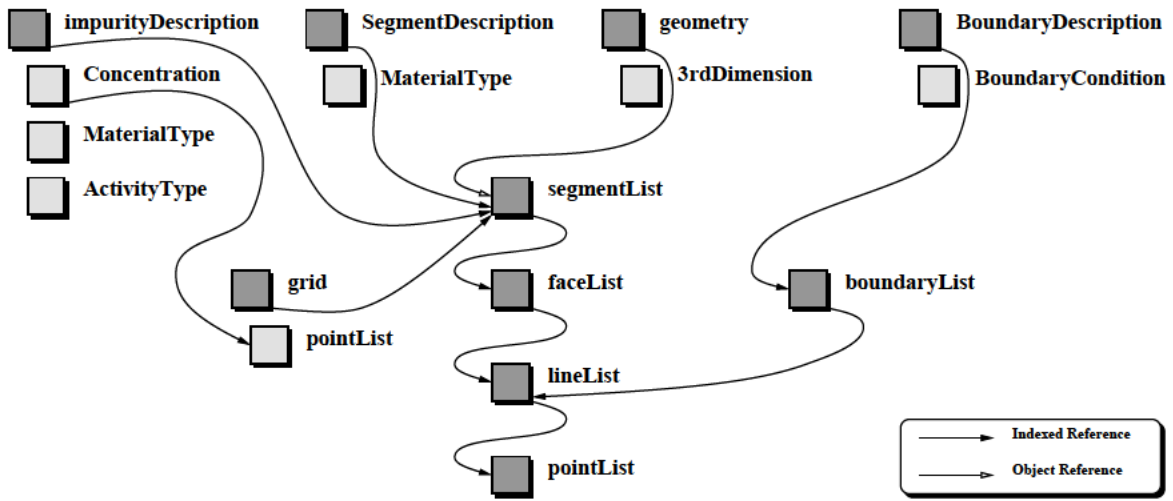 impurityDescription
SegmentDescription
geometry
BoundaryDescription
Concentration
MaterialType
3rdDimension
BoundaryCondition
MaterialType
ActivityType
segmentList
grid
faceList
boundaryList
pointList
lineList
pointList
Indexed Reference
Object Reference